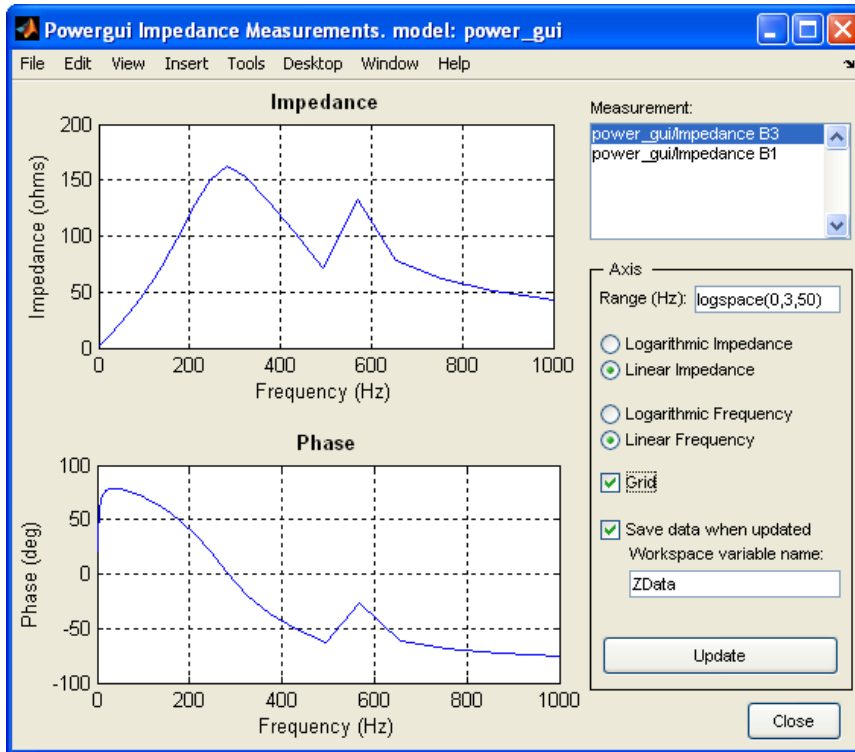 Powergui Impedance Measurements. model: power_gui
File Edit View Insert Tools Desktop Window Help
Impedance
200
150
100
50
0
Impedance (ohms)
0 200 400 600 800 1000
Frequency (Hz)
Phase
100
50
0
-50
-100
Phase (deg)
0 200 400 600 800 1000
Frequency (Hz)
Measurement:
power_gui/Impedance B3
power_gui/Impedance B1
Axis
Range (Hz): logspace(0,3,50)
Logarithmic Impedance
Linear Impedance
Logarithmic Frequency
Linear Frequency
Grid
Save data when updated
Workspace variable name:
ZData
Update
Close